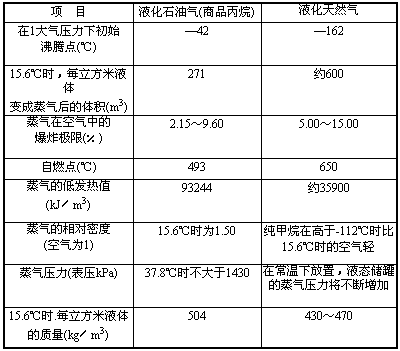 项 目 液化石油气(商品丙烷) 液化天然气
在1大气压力下初始
沸腾点(℃) —42 —162
15.6℃时，每立方米液
体
变成蒸气后的体积(m³) 271 约600
蒸气在空气中的
爆炸极限(%) 2.15～9.60 5.00～15.00
自燃点(℃) 493 650
蒸气的低发热值
(kJ/m³) 93244 约35900
蒸气的相对密度
(空气为1) 15.6℃时为1.50 纯甲烷在高于-112℃时比
15.6℃时的空气轻
蒸气压力(表压kPa) 37.8℃时不大于1430 在常温下放置，液态储罐
的蒸气压力将不断增加
15.6℃时.每立方米液体
的质量(kg/m³) 504 430～470